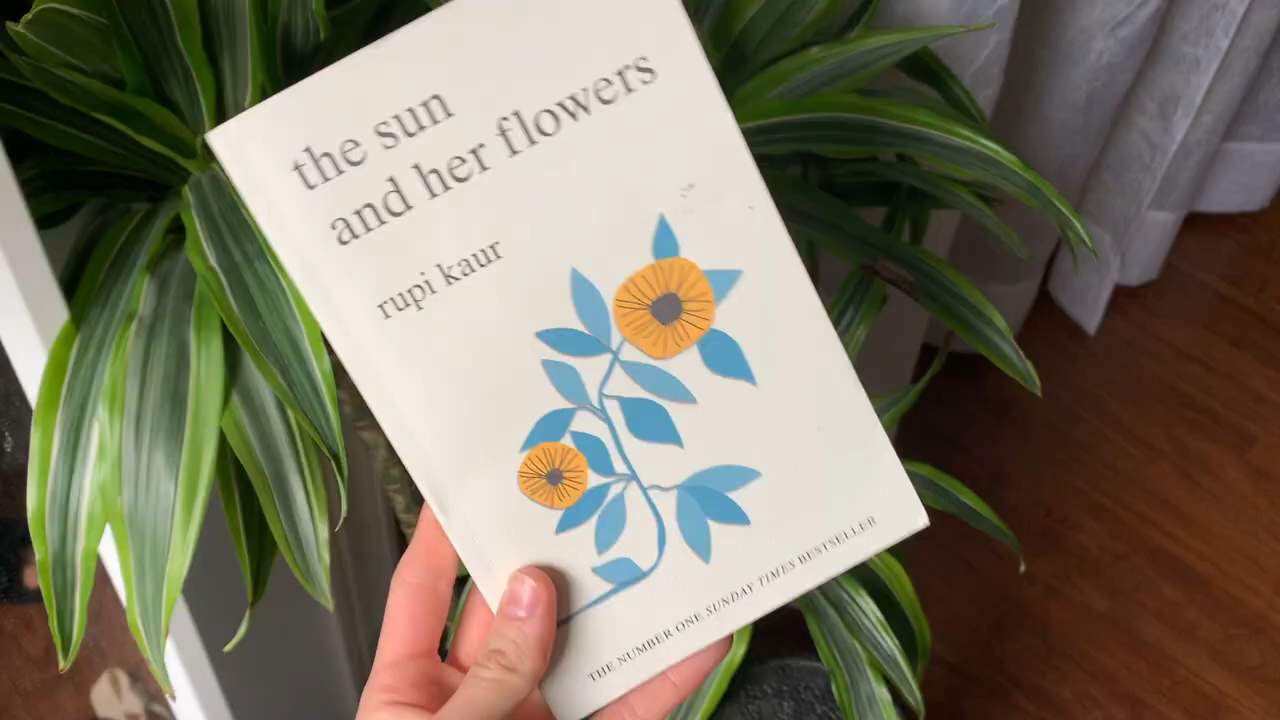 the sun
and her flowers
rupi kaur
THE NUMBER ONE SUNDAY TIMES BESTSELLER